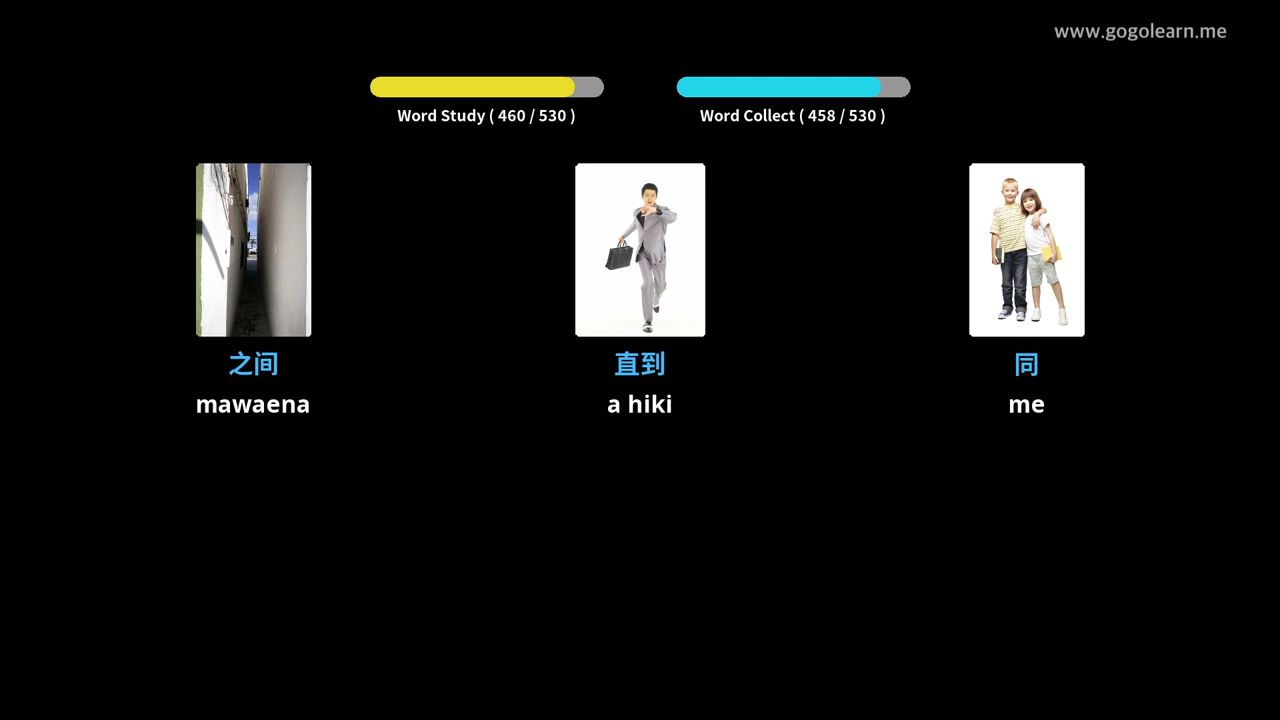 www.gogolearn.me
Word Study ( 460 / 530 )
Word Collect ( 458 / 530 )
之间
直到
同
mawaena
a hiki
me